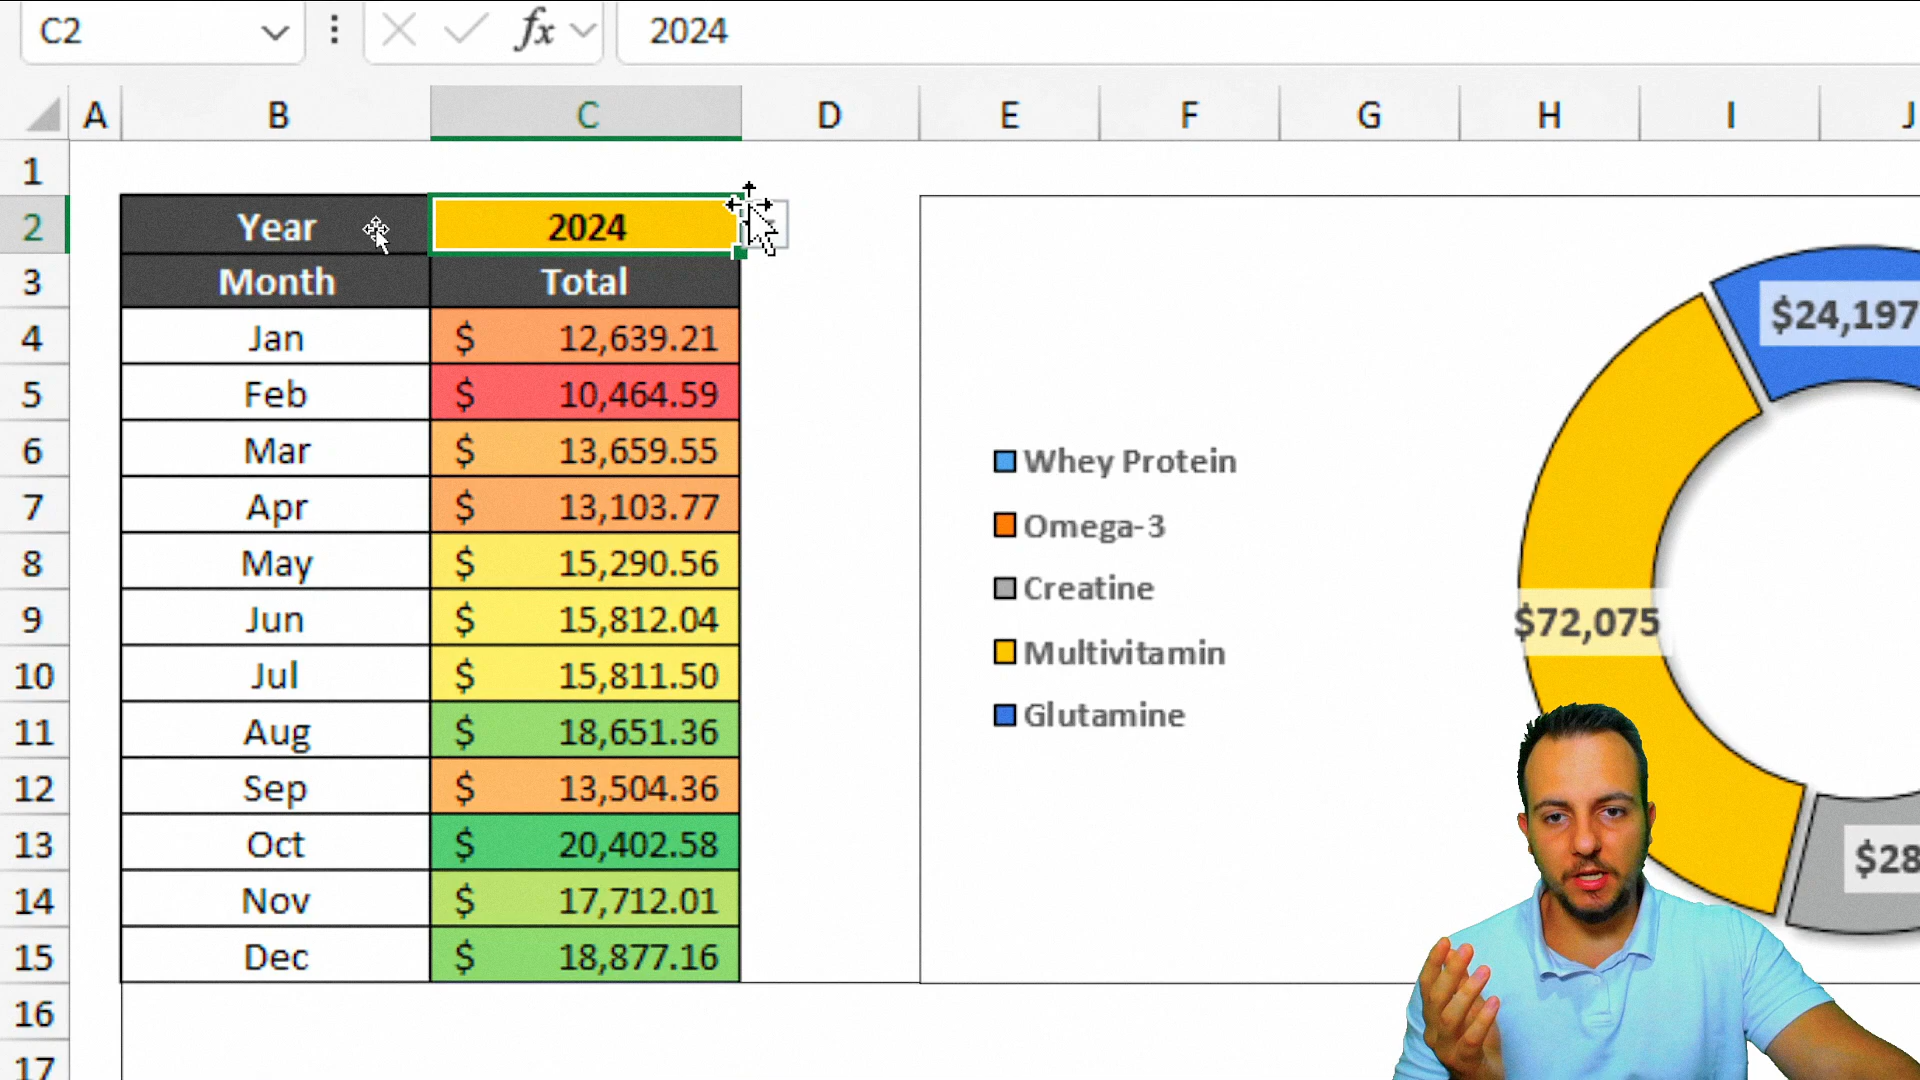 C2 fx 2024
A B C D E F G H I J
1
2 Year 2024
3 Month Total
4 Jan $ 12,639.21
5 Feb $ 10,464.59
6 Mar $ 13,659.55
7 Apr $ 13,103.77
8 May $ 15,290.56
9 Jun $ 15,812.04
10 Jul $ 15,811.50
11 Aug $ 18,651.36
12 Sep $ 13,504.36
13 Oct $ 20,402.58
14 Nov $ 17,712.01
15 Dec $ 18,877.16
16
17
Whey Protein
Omega-3
Creatine
Multivitamin
Glutamine
$24,197
$72,075
$28